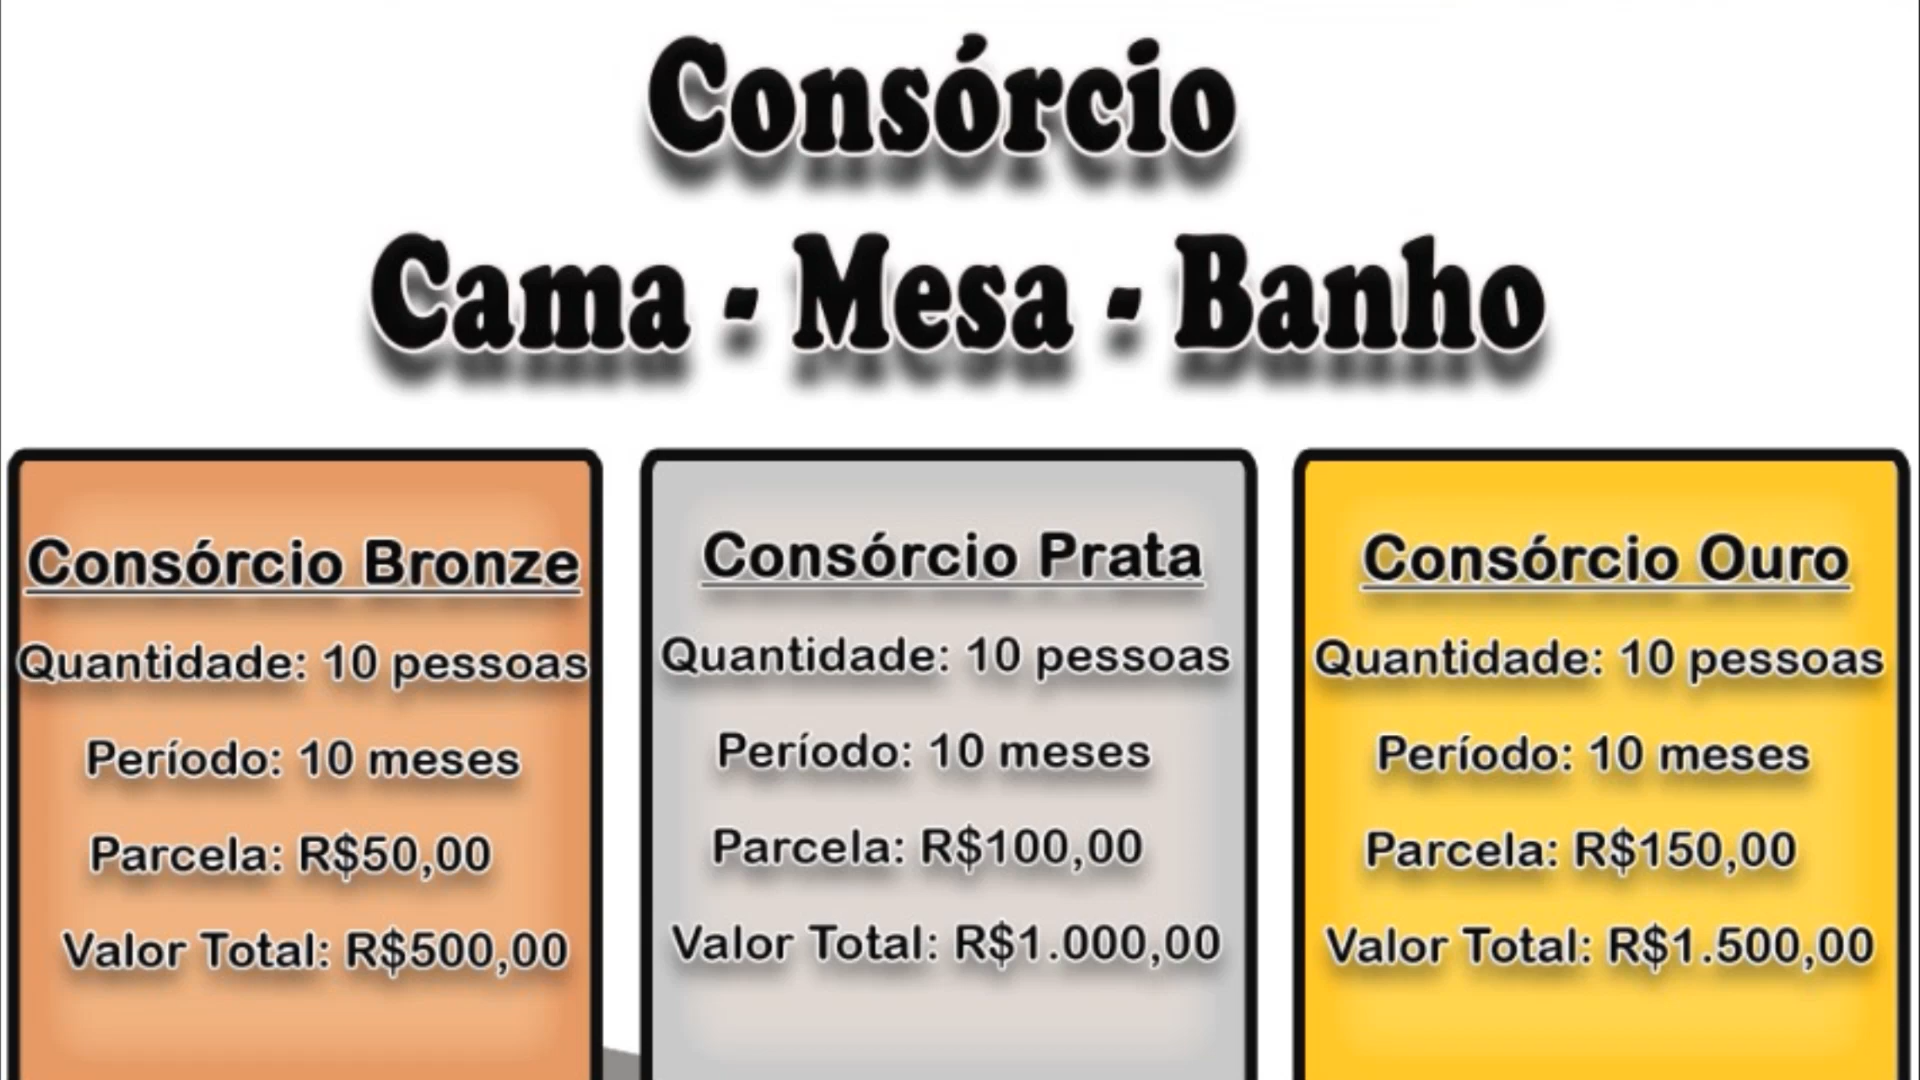 Consórcio
Cama - Mesa - Banho
Consórcio Bronze
Quantidade: 10 pessoas
Período: 10 meses
Parcela: R$50,00
Valor Total: R$500,00
Consórcio Prata
Quantidade: 10 pessoas
Período: 10 meses
Parcela: R$100,00
Valor Total: R$1.000,00
Consórcio Ouro
Quantidade: 10 pessoas
Período: 10 meses
Parcela: R$150,00
Valor Total: R$1.500,00